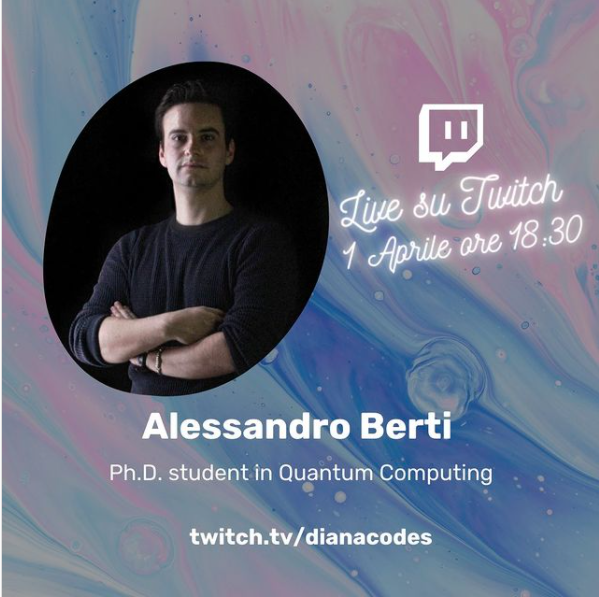 Live su Twitch
1 Aprile ore 18:30
Alessandro Berti
Ph.D. student in Quantum Computing
twitch.tv/dianacodes